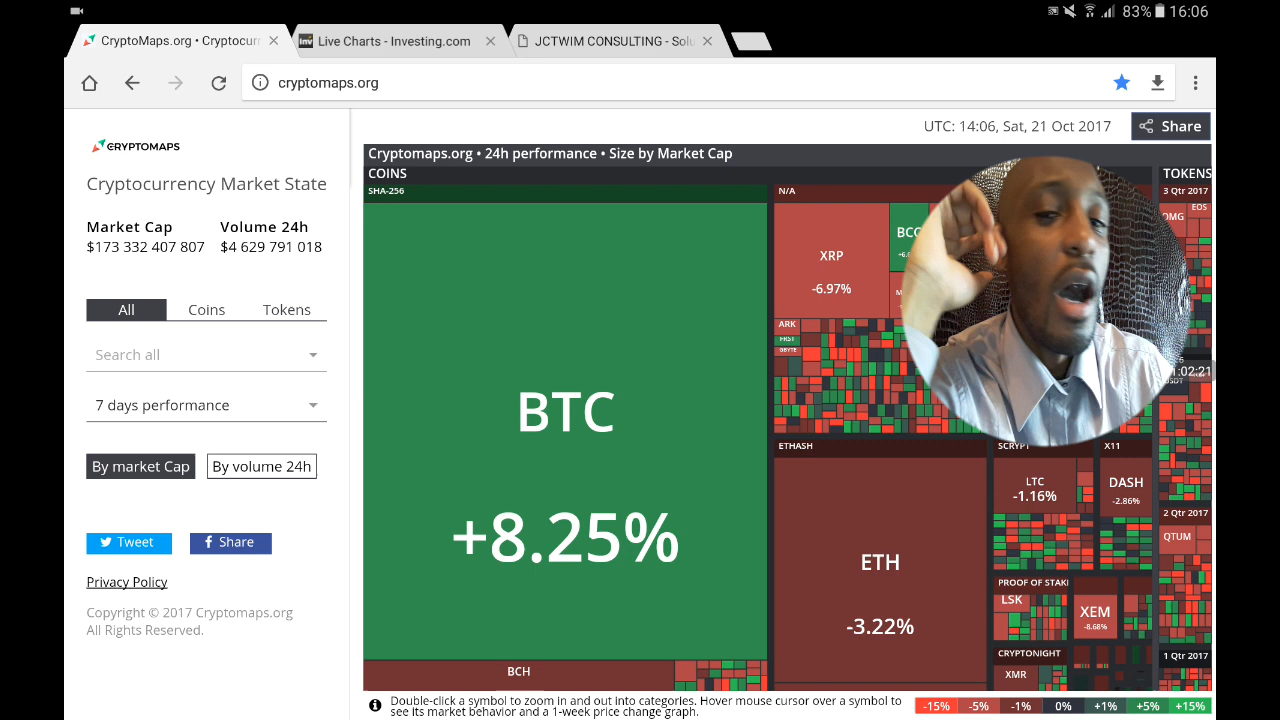 83% 16:06
CryptoMaps.org • Cryptocur
Live Charts - Investing.com
JCTWIM CONSULTING - Solu
cryptomaps.org
CRYPTOMAPS
Cryptocurrency Market State
Market Cap Volume 24h
$173 332 407 807 $4 629 791 018
All Coins Tokens
Search all
7 days performance
By market Cap By volume 24h
Tweet Share
Privacy Policy
Copyright © 2017 Cryptomaps.org
All Rights Reserved.
UTC: 14:06, Sat, 21 Oct 2017 Share
Cryptomaps.org • 24h performance • Size by Market Cap
COINS
SHA-256
BTC
+8.25%
BCH
N/A
XRP
-6.97%
BCC
ARK
FRST
GBYTE
ETHASH
ETH
-3.22%
SCRYPT
LTC
-1.16%
X11
DASH
-2.86%
PROOF OF STAKI
LSK
XEM
-8.68%
CRYPTONIGHT
XMR
TOKENS
3 Qtr 2017
OMG
EOS
:02:21
USDT
2 Qtr 2017
QTUM
1 Qtr 2017
Double-click a symbol to zoom in and out into categories. Hover mouse cursor over a symbol to
see its market behavior and a 1-week price change graph.
-15% -5% -1% 0% +1% +5% +15%